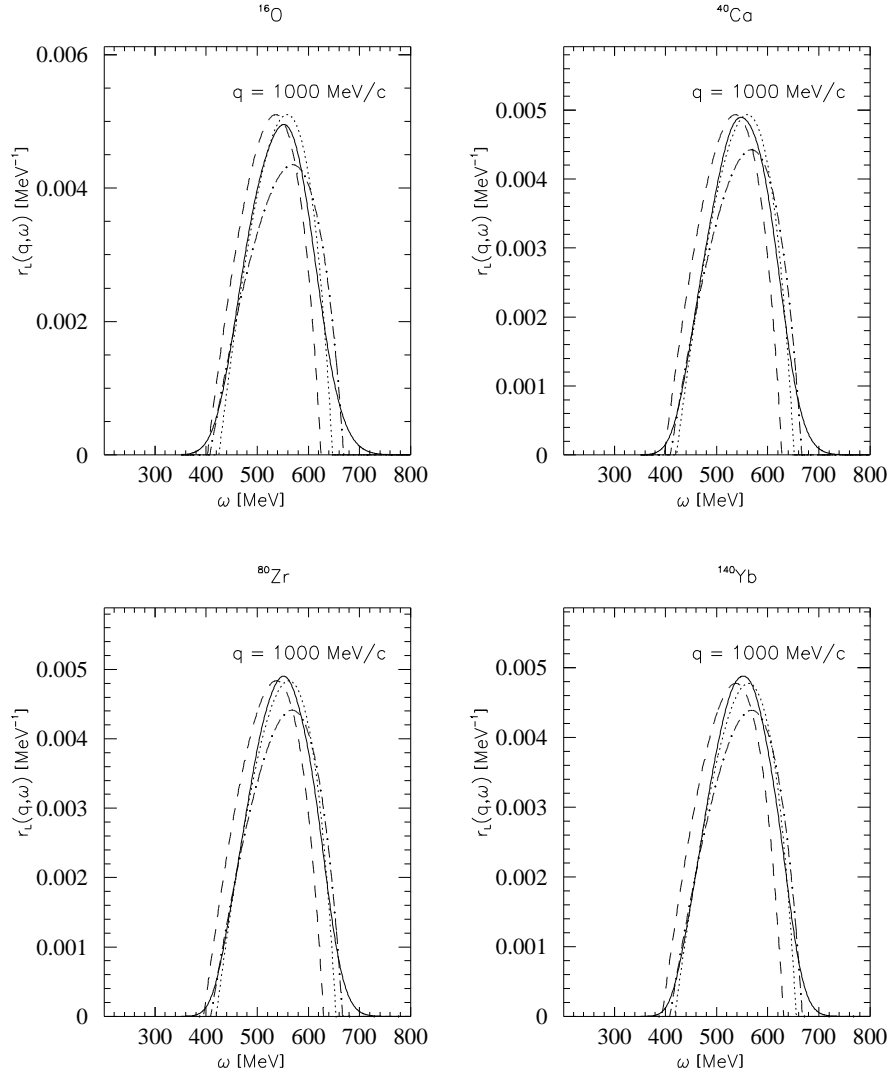 ¹⁶O
0.006
q = 1000 MeV/c
0.004
r_L(q,ω) [MeV⁻¹]
0.002
0
300 400 500 600 700 800
ω [MeV]
⁴⁰Ca
q = 1000 MeV/c
0.005
0.004
r_L(q,ω) [MeV⁻¹]
0.003
0.002
0.001
0
300 400 500 600 700 800
ω [MeV]
⁸⁰Zr
q = 1000 MeV/c
0.005
0.004
r_L(q,ω) [MeV⁻¹]
0.003
0.002
0.001
0
300 400 500 600 700 800
ω [MeV]
¹⁴⁰Yb
q = 1000 MeV/c
0.005
0.004
r_L(q,ω) [MeV⁻¹]
0.003
0.002
0.001
0
300 400 500 600 700 800
ω [MeV]